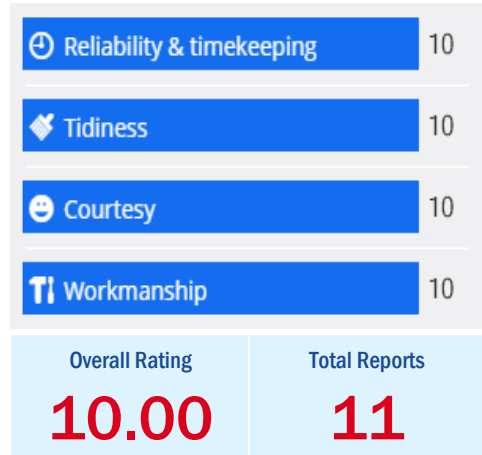 Reliability & timekeeping 10
Tidiness 10
Courtesy 10
Workmanship 10
Overall Rating Total Reports
10.00 11